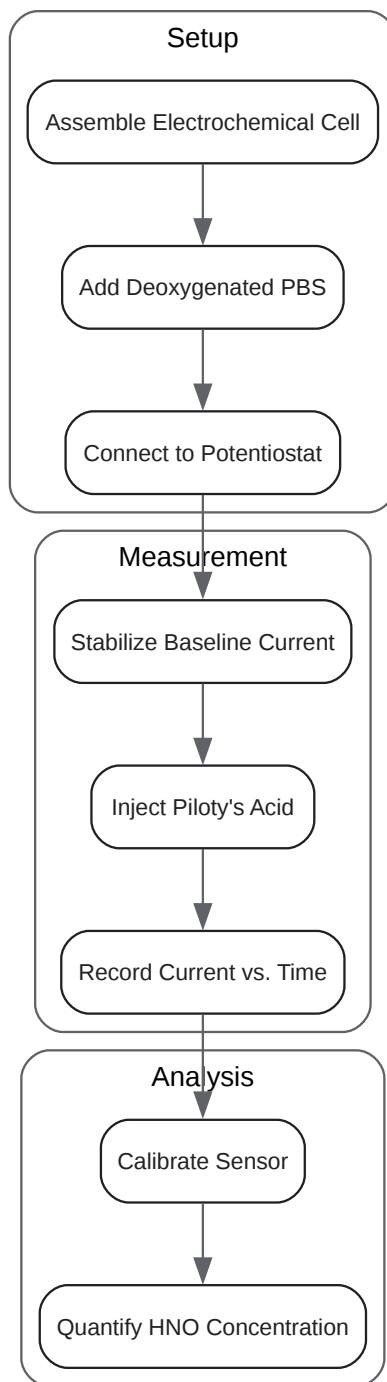 Setup
Assemble Electrochemical Cell
Add Deoxygenated PBS
Connect to Potentiostat
Measurement
Stabilize Baseline Current
Inject Piloty's Acid
Record Current vs. Time
Analysis
Calibrate Sensor
Quantify HNO Concentration